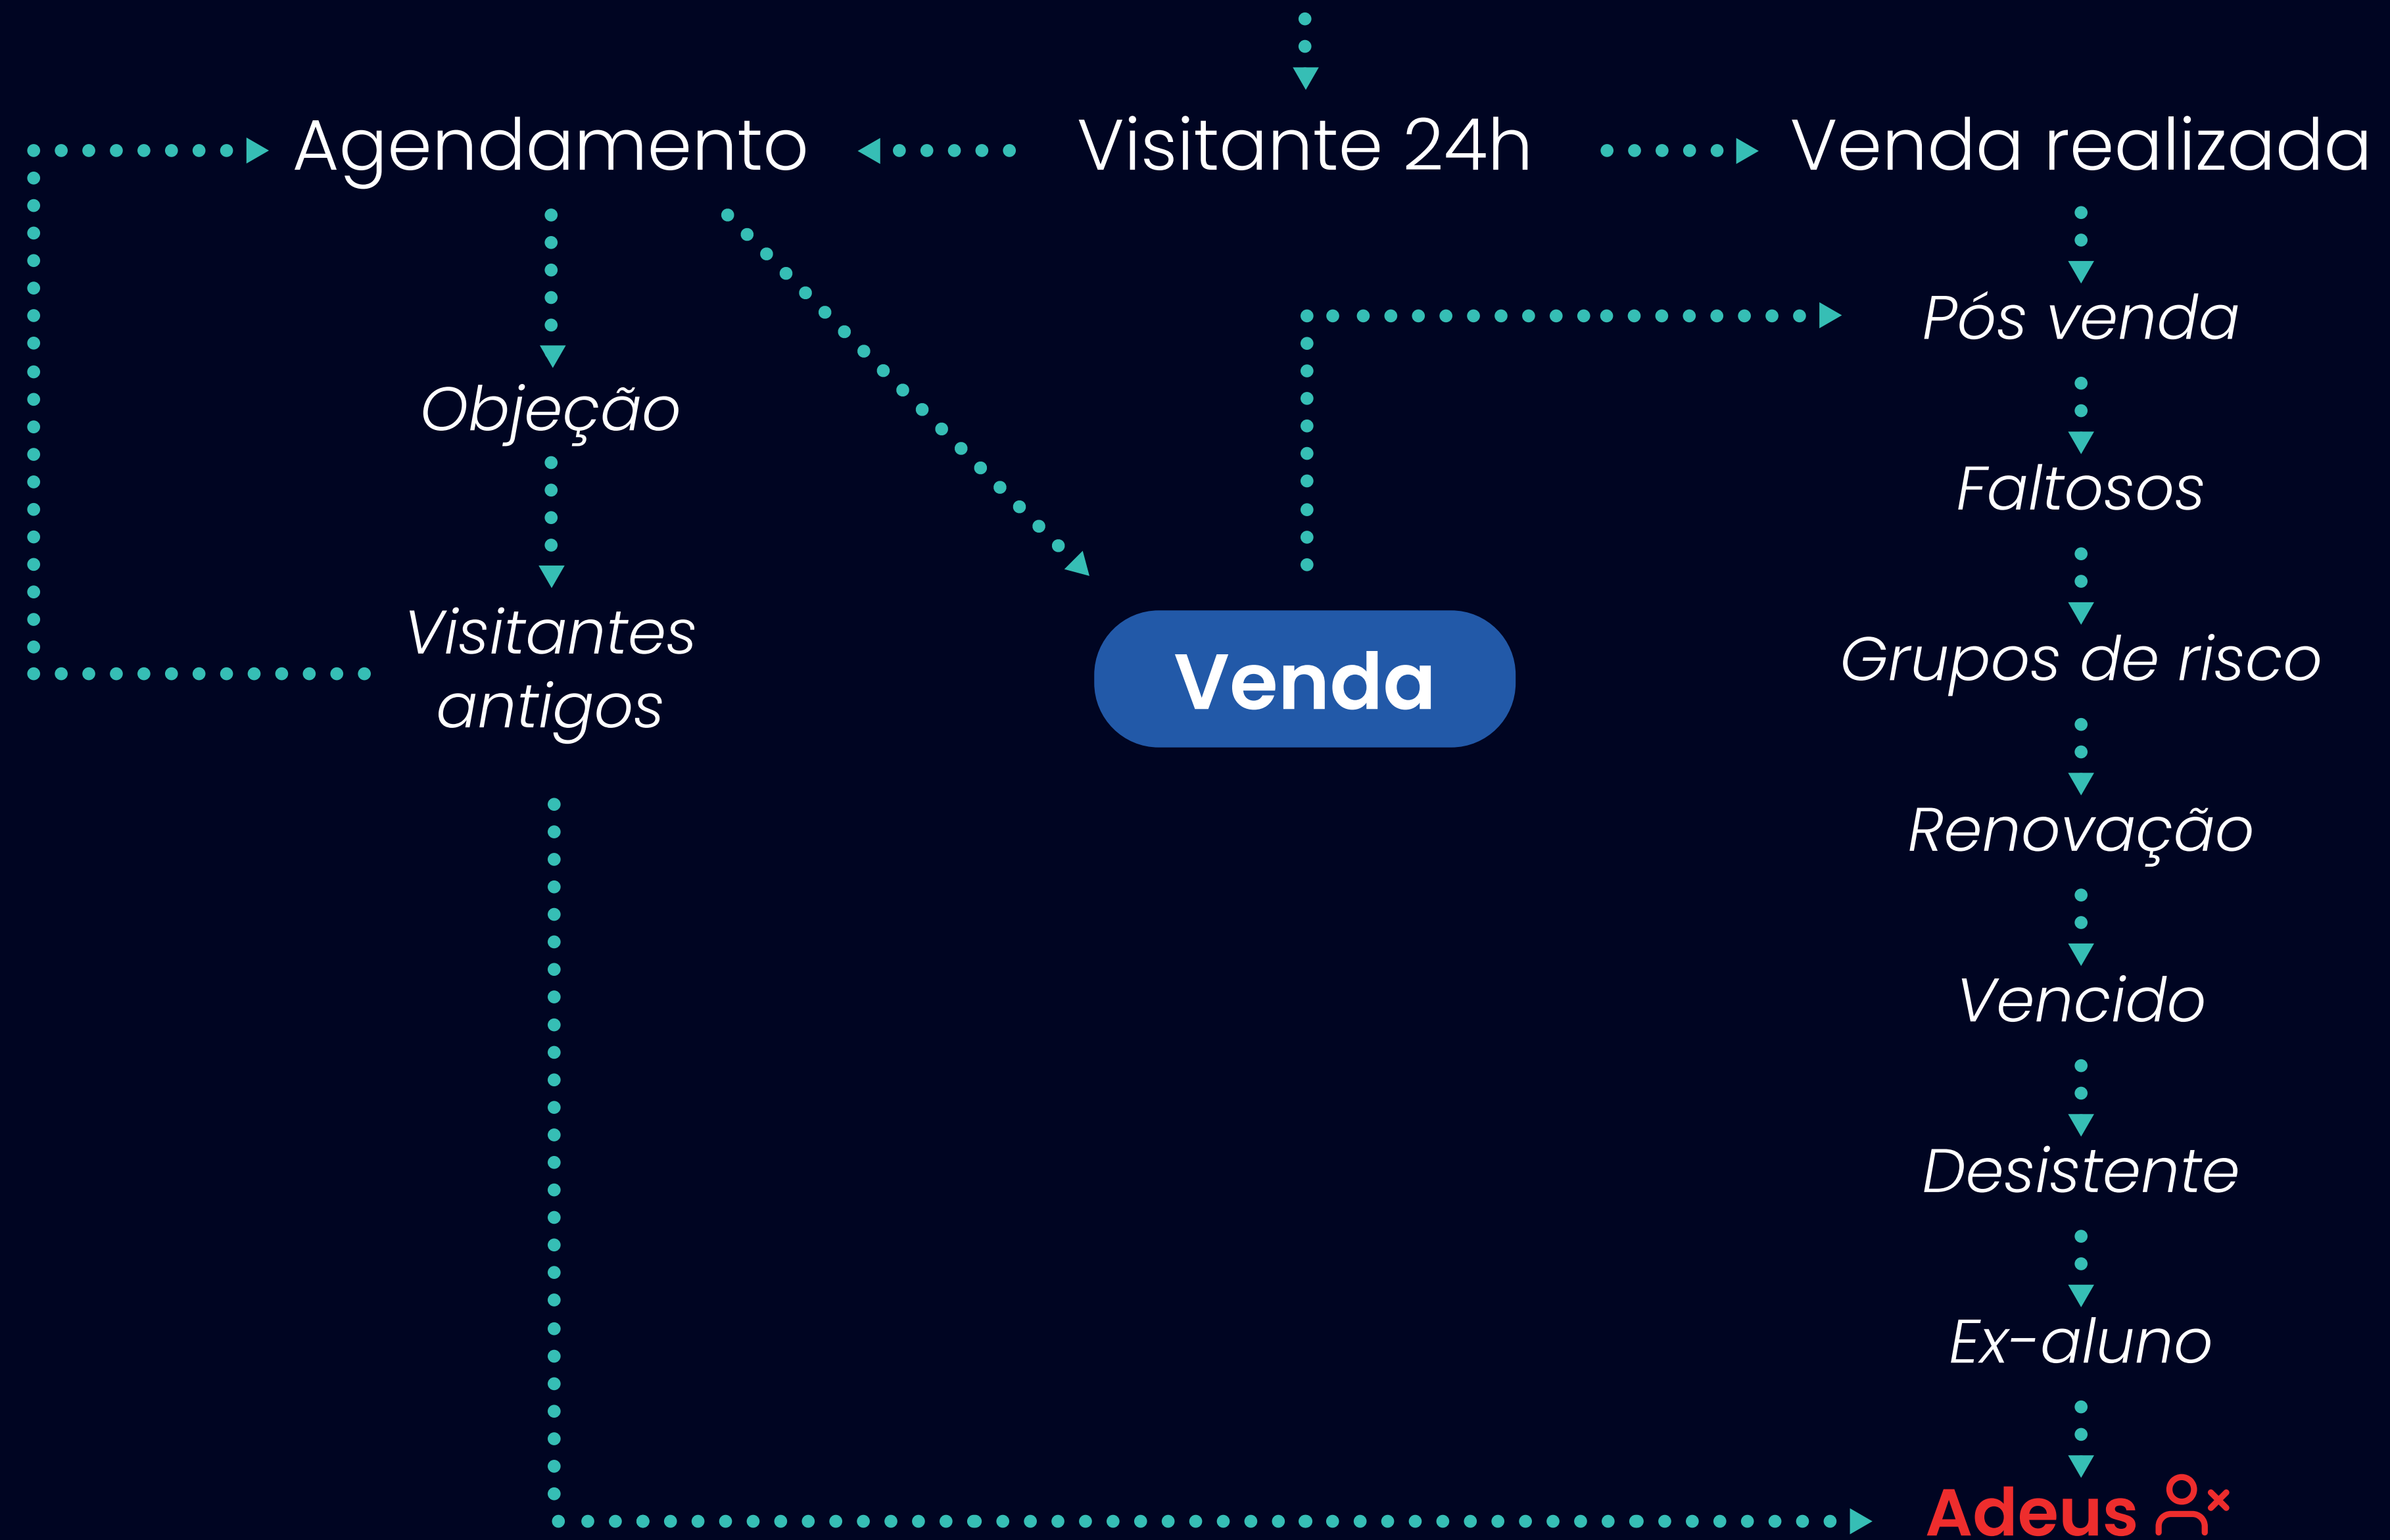 Agendamento
Visitante 24h
Venda realizada
Pós venda
Objeção
Faltosos
Visitantes
antigos
Venda
Grupos de risco
Renovação
Vencido
Desistente
Ex-aluno
Adeus